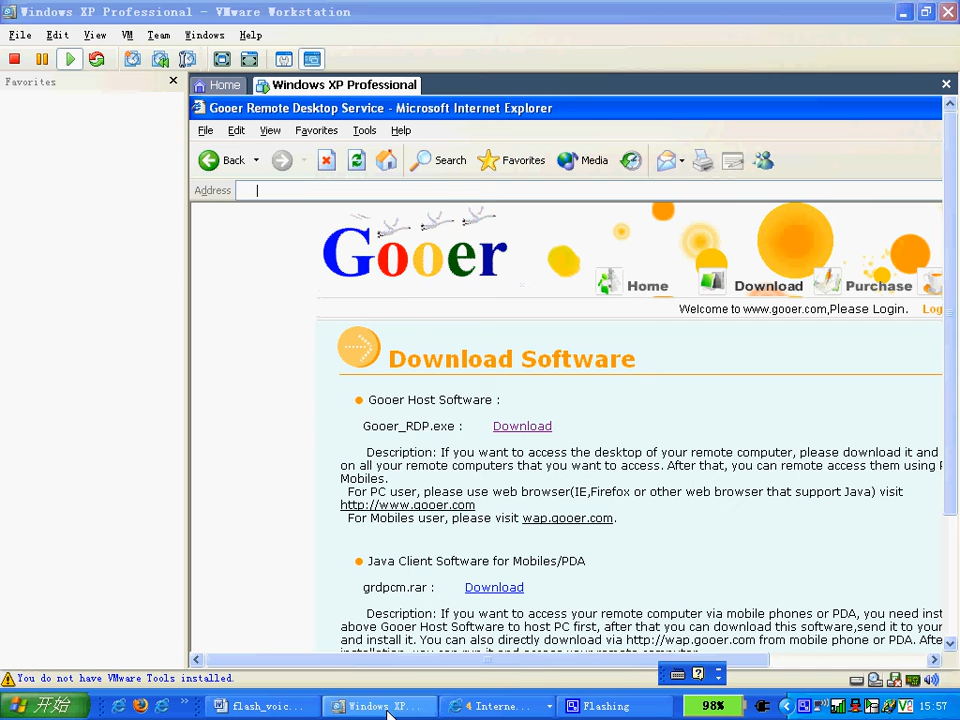 Windows XP Professional - VMware Workstation
File Edit View VM Team Windows Help
Favorites
Home Windows XP Professional
Gooer Remote Desktop Service - Microsoft Internet Explorer
File Edit View Favorites Tools Help
Back Search Favorites Media
Address
Gooer
Home Download Purchase
Welcome to www.gooer.com,Please Login. Log
Download Software
Gooer Host Software :
Gooer_RDP.exe : Download
Description: If you want to access the desktop of your remote computer, please download it and
on all your remote computers that you want to access. After that, you can remote access them using
Mobiles.
For PC user, please use web browser(IE,Firefox or other web browser that support Java) visit
http://www.gooer.com
For Mobiles user, please visit wap.gooer.com.
Java Client Software for Mobiles/PDA
grdpcm.rar : Download
Description: If you want to access your remote computer via mobile phones or PDA, you need inst
above Gooer Host Software to host PC first, after that you can download this software,send it to your
and install it. You can also directly download via http://wap.gooer.com from mobile phone or PDA. Afte
You do not have VMware Tools installed.
开始 flash_voic... Windows XP... 4 Interne... Flashing 98% 15:57